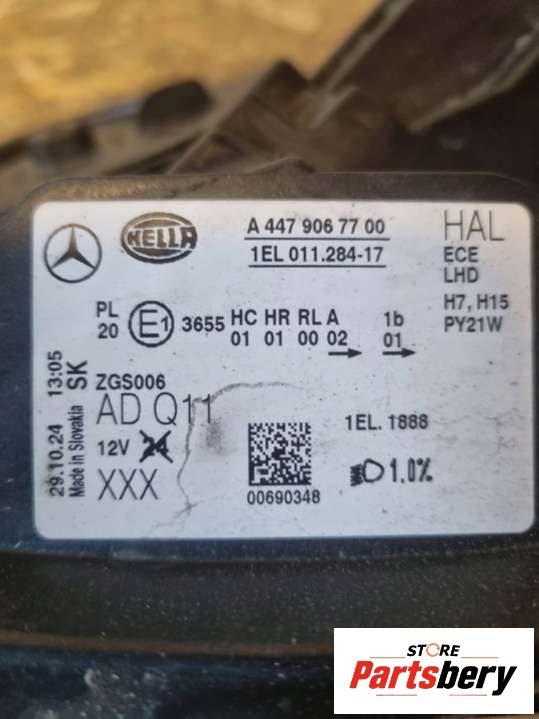 HELLA
A 447 906 77 00
1EL 011.284-17
HAL
ECE
LHD
H7, H15
PY21W
PL
20
E1
3655
HC HR RL A
01 01 00 02
1b
01
29.10.24 13:05
Made in Slovakia SK
ZGS006
AD Q11
12V 24
XXX
00690348
1EL. 1888
1.0%
STORE
Partsbery